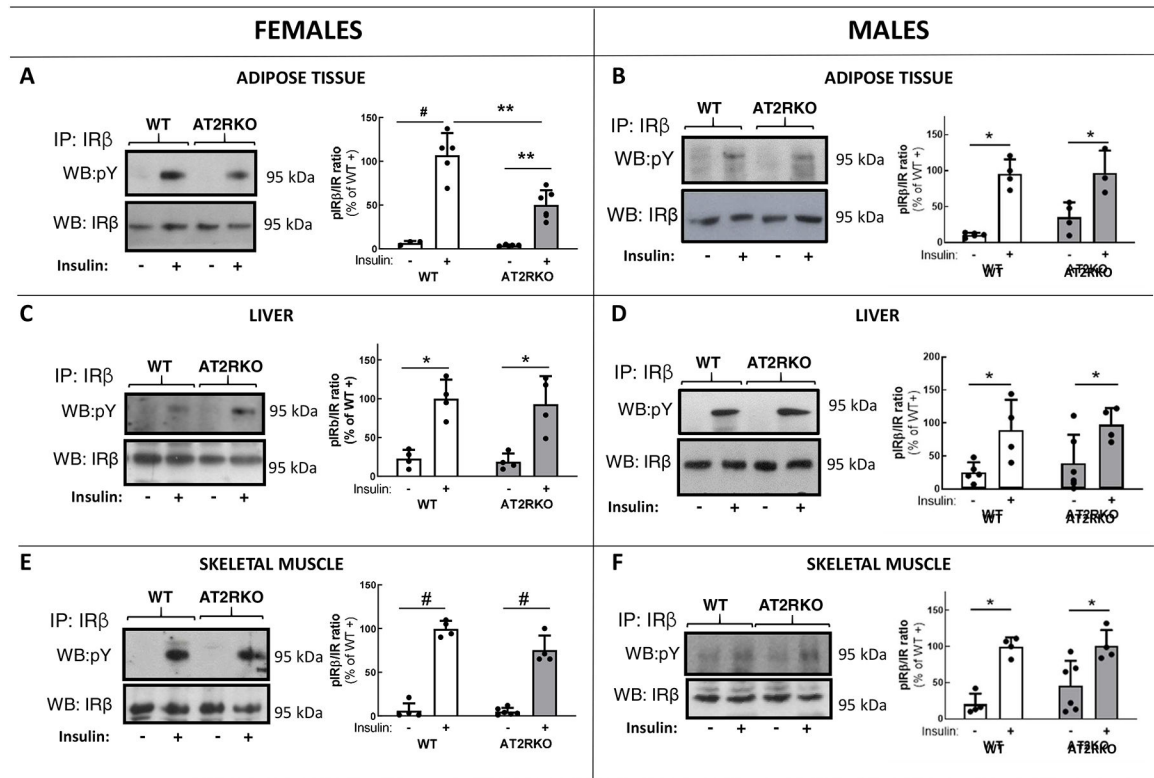 FEMALES
MALES
A
ADIPOSE TISSUE
IP: IRβ
WT AT2RKO
WB:pY
95 kDa
WB: IRβ
95 kDa
Insulin: - + - +
pIRβ/IR ratio
(% of WT +)
150
100
50
0
# ** **
Insulin: - + - +
WT AT2RKO
B
ADIPOSE TISSUE
IP: IRβ
WT AT2RKO
WB:pY
95 kDa
WB: IRβ
95 kDa
Insulin: - + - +
pIRβ/IR ratio
(% of WT +)
150
100
50
0
* *
Insulin: - + - +
WT
C
LIVER
IP: IRβ
WT AT2RKO
WB:pY
95 kDa
WB: IRβ
95 kDa
Insulin: - + - +
pIRb/IR ratio
(% of WT +)
150
100
50
0
* *
Insulin: - + - +
WT AT2RKO
D
LIVER
IP: IRβ
WT AT2RKO
WB:pY
95 kDa
WB: IRβ
95 kDa
Insulin: - + - +
pIRβ/IR ratio
(% of WT+)
200
150
100
50
0
* *
Insulin: - + - +
WT AT2RKO
E
SKELETAL MUSCLE
IP: IRβ
WT AT2RKO
WB:pY
95 kDa
WB: IRβ
95 kDa
Insulin: - + - +
pIRβ/IR ratio
(% of WT +)
150
100
50
0
# #
Insulin: - + - +
WT AT2RKO
F
SKELETAL MUSCLE
IP: IRβ
WT AT2RKO
WB:pY
95 kDa
WB: IRβ
95 kDa
Insulin: - + - +
pIRβ/IR ratio
(% of WT +)
150
100
50
0
* *
Insulin: - + - +
WT